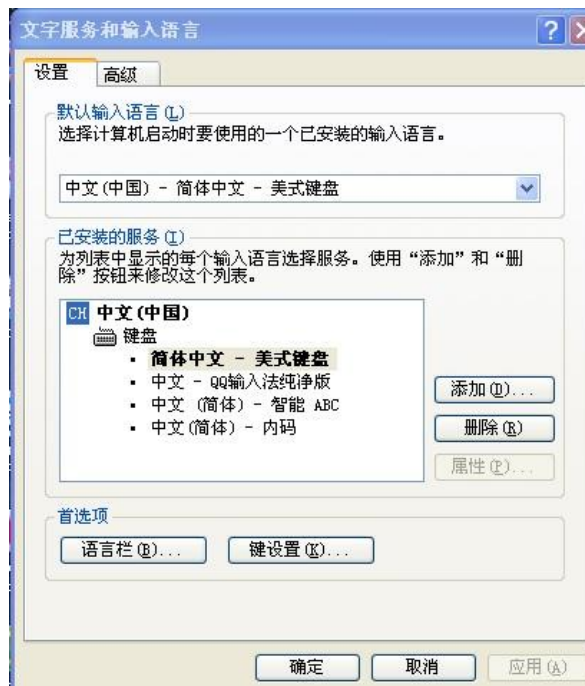 文字服务和输入语言
设置
高级
默认输入语言(L)
选择计算机启动时要使用的一个已安装的输入语言。
中文(中国) - 简体中文 - 美式键盘
已安装的服务(I)
为列表中显示的每个输入语言选择服务。使用“添加”和“删
除”按钮来修改这个列表。
CH 中文(中国)
键盘
简体中文 - 美式键盘
中文 - QQ输入法纯净版
中文 (简体) - 智能 ABC
中文(简体) - 内码
添加(D)...
删除(R)
属性(P)...
首选项
语言栏(B)...
键设置(K)...
确定
取消
应用(A)